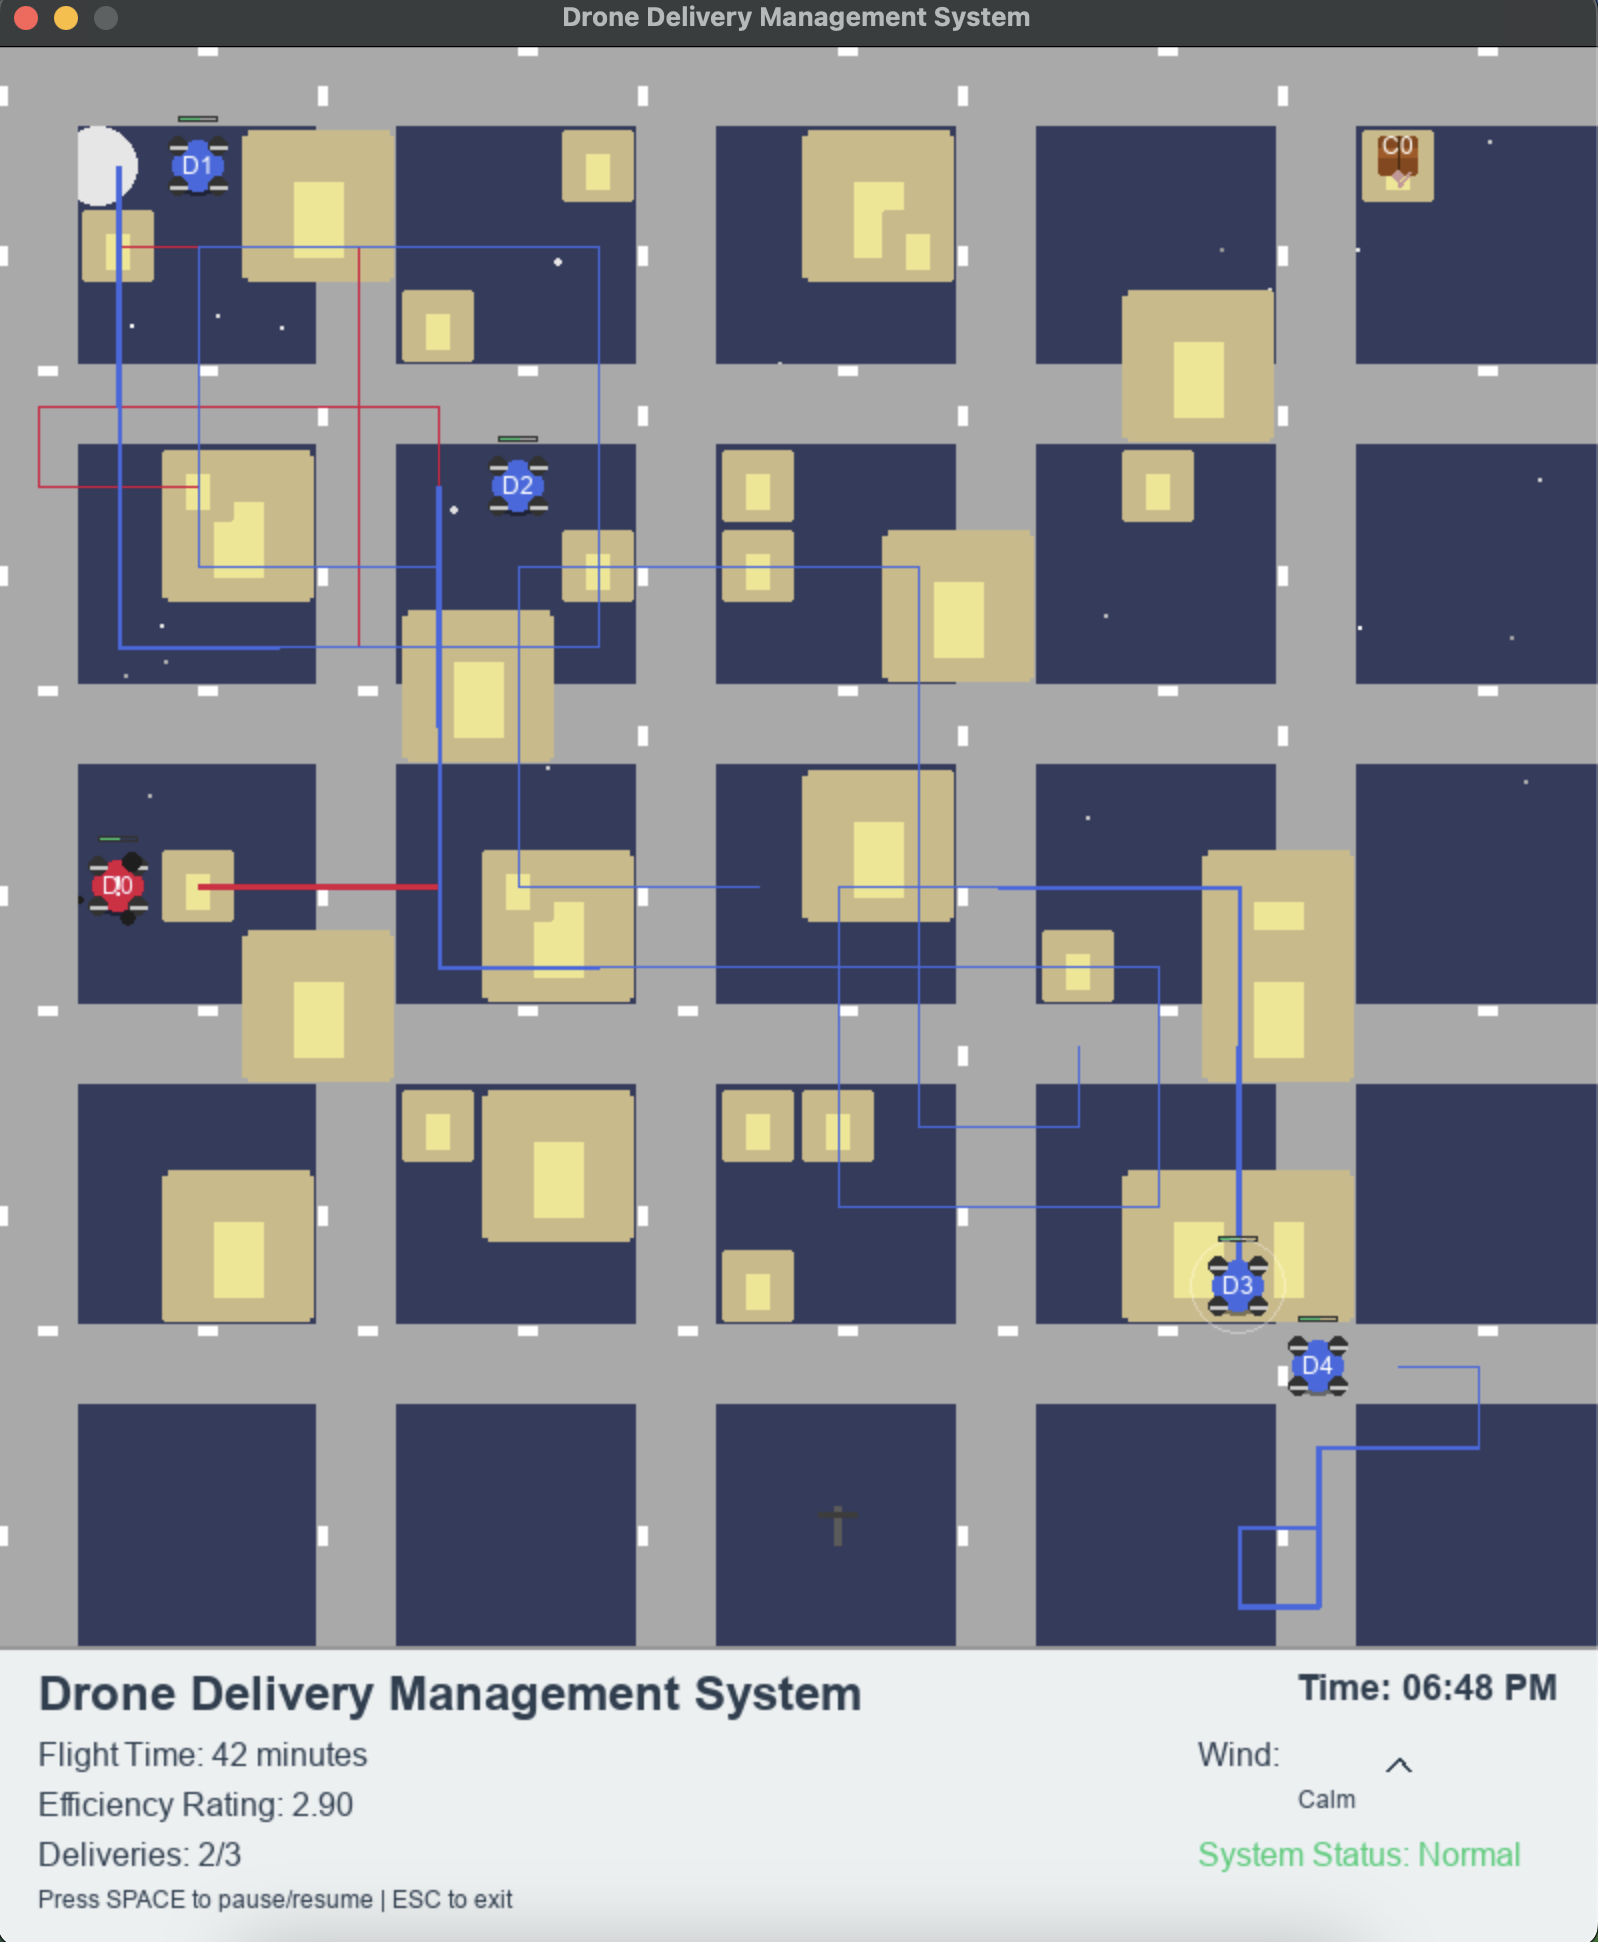 Drone Delivery Management System
D1
C0
D2
D0
D3
D4
Drone Delivery Management System
Time: 06:48 PM
Flight Time: 42 minutes
Wind:
Efficiency Rating: 2.90
Calm
Deliveries: 2/3
System Status: Normal
Press SPACE to pause/resume | ESC to exit